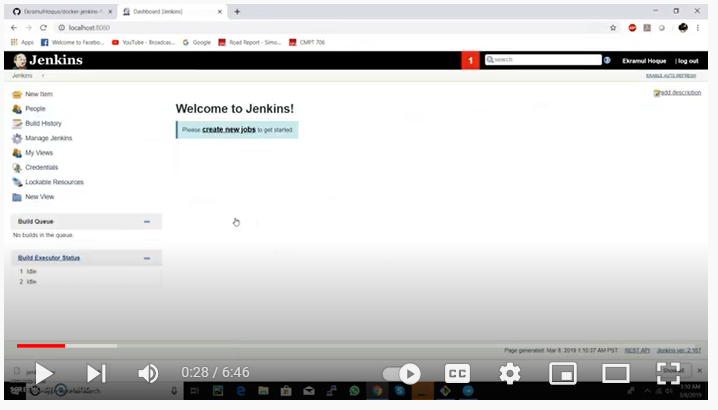 EkramulHoque/docker-jenkins-
Dashboard [Jenkins]
localhost:8080
Apps Welcome to Facebo... YouTube - Broadcas... Google Road Report - Simo... CMPT 706
Jenkins 1 search Ekramul Hoque | log out
Jenkins ENABLE AUTO REFRESH
New Item
People
Build History
Manage Jenkins
My Views
Credentials
Lockable Resources
New View
add description
Welcome to Jenkins!
Please create new jobs to get started.
Build Queue
No builds in the queue.
Build Executor Status
1 Idle
2 Idle
Page generated: Mar 8, 2019 1:10:37 AM PST REST API Jenkins ver. 2.167
0:28 / 6:46
CC
3/8/2019